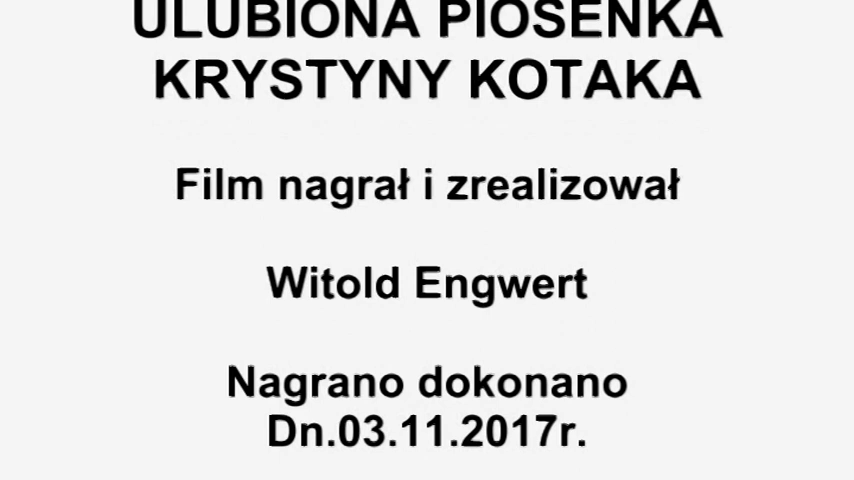 ULUBIONA PIOSENKA
KRYSTYNY KOTAKA
Film nagrał i zrealizował
Witold Engwert
Nagrano dokonano
Dn.03.11.2017r.